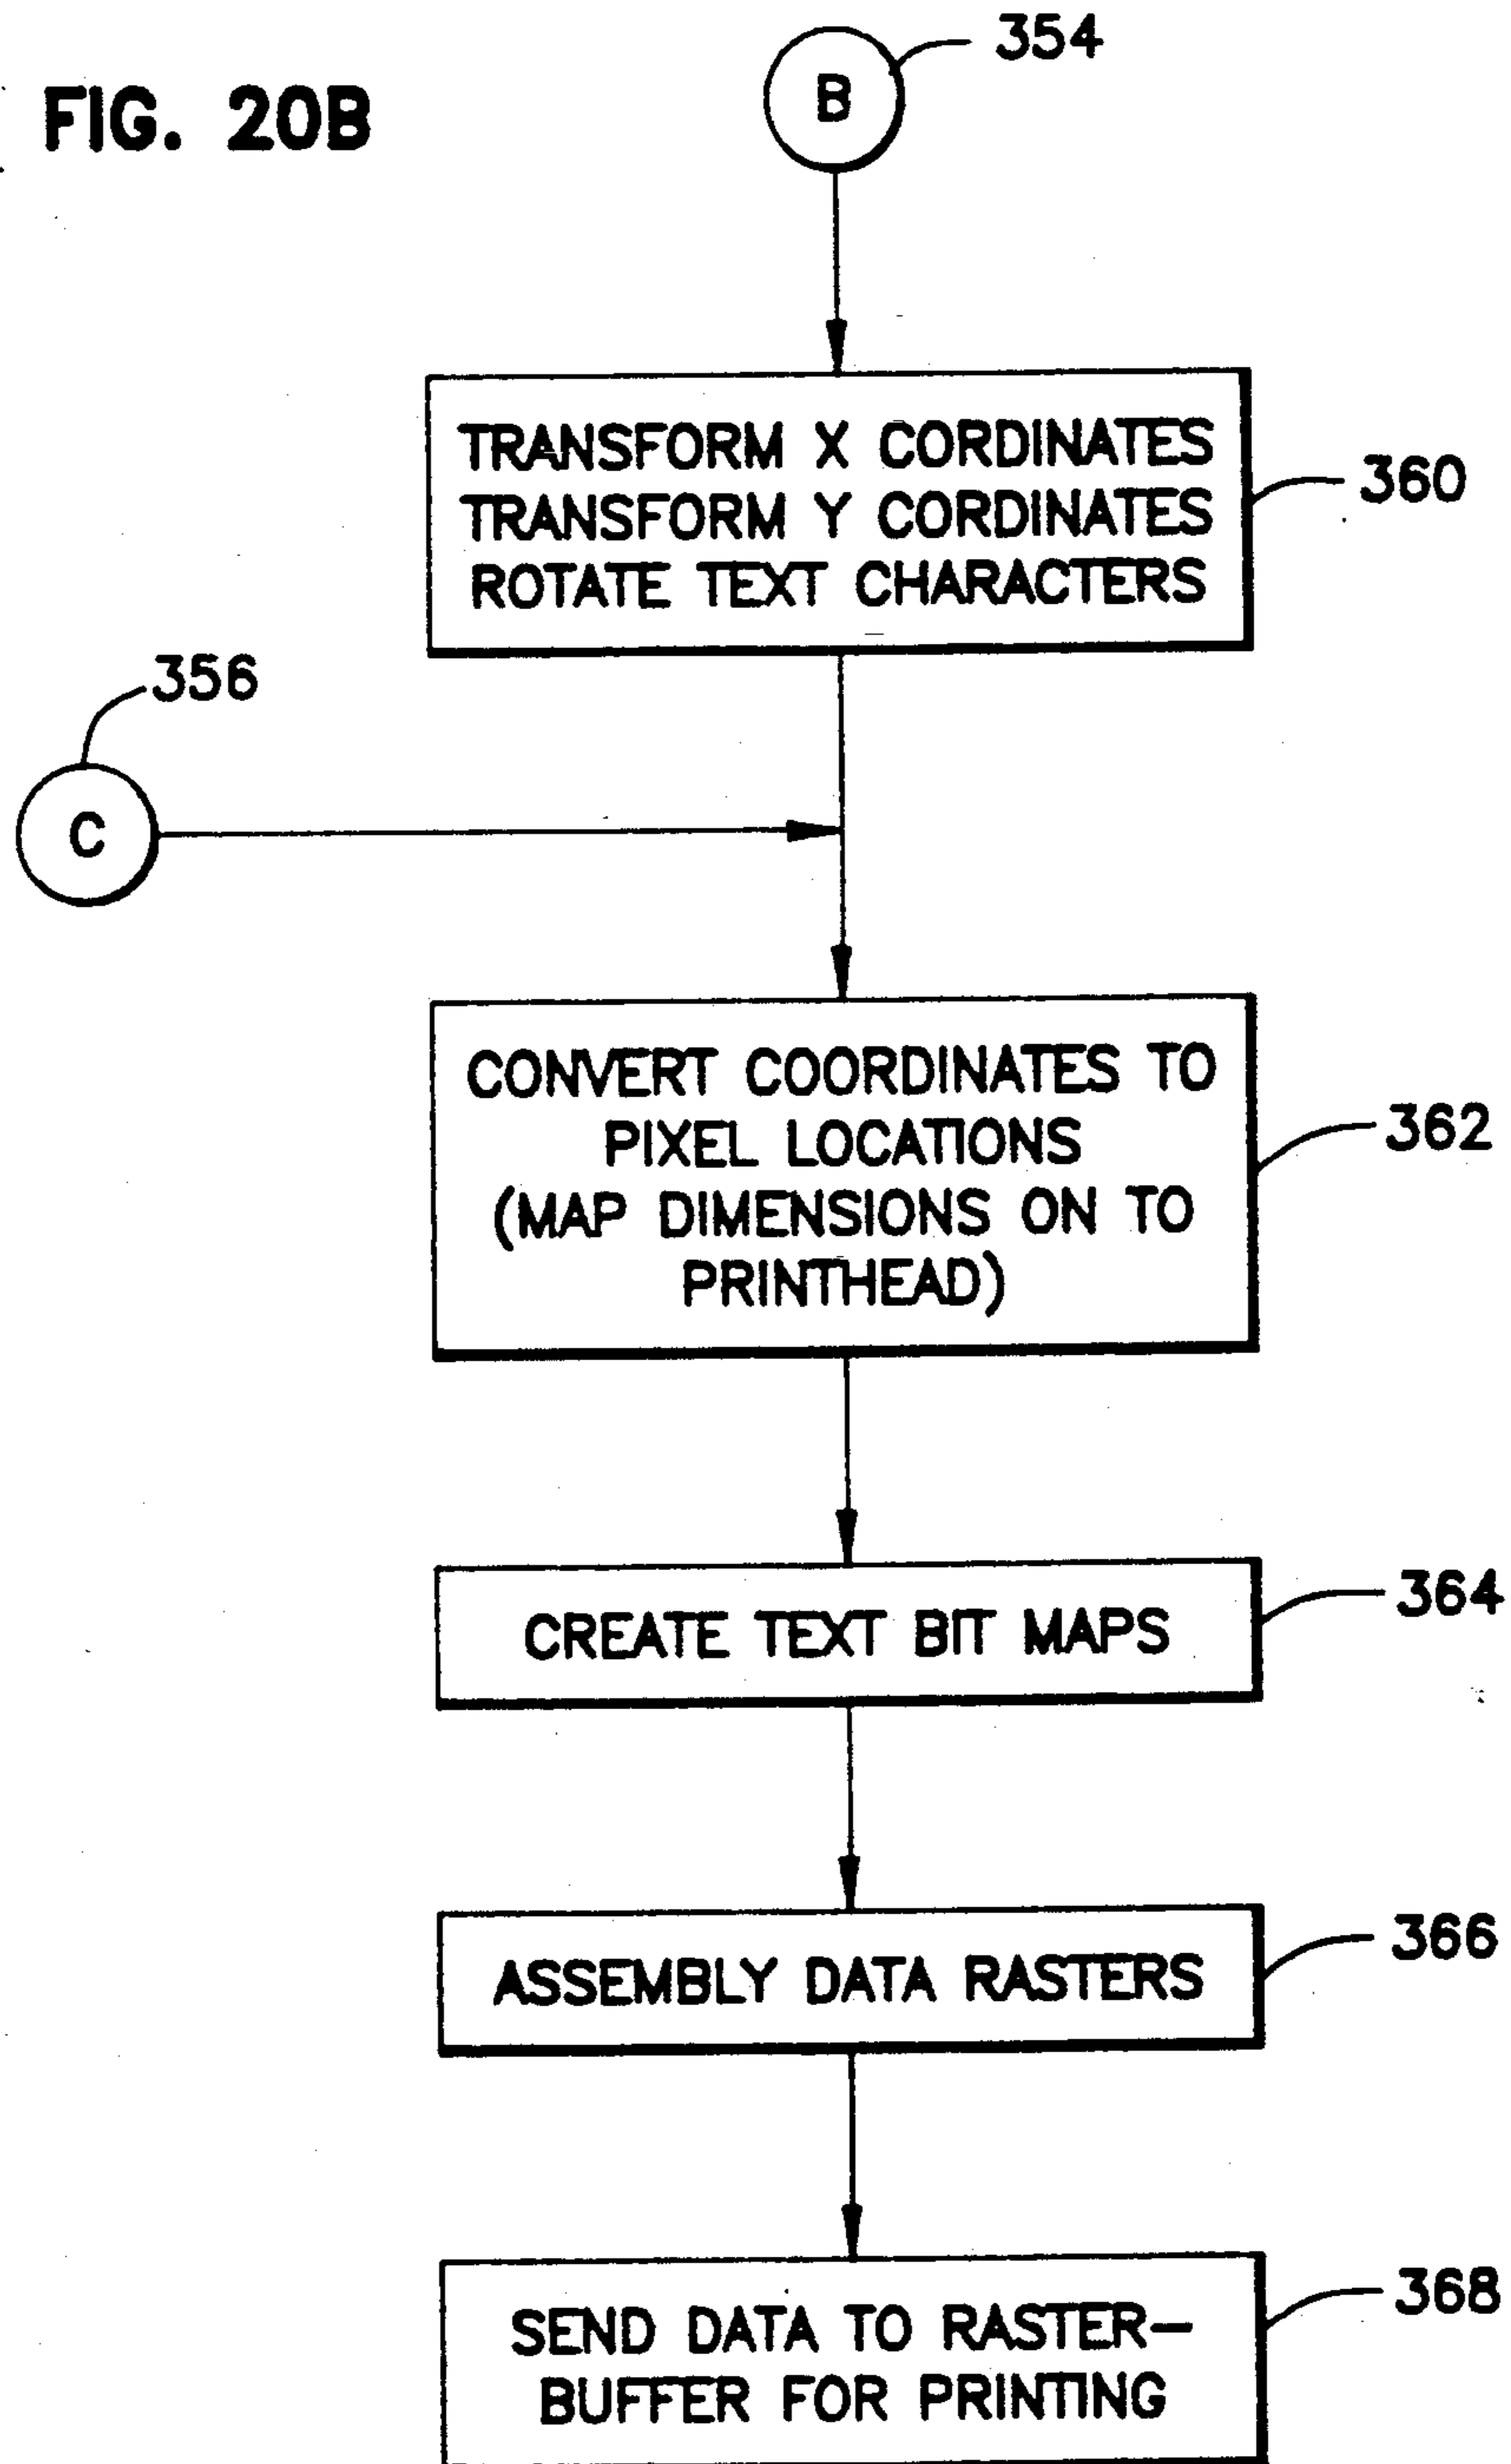 FIG. 20B
B
354
TRANSFORM X CORDINATES
TRANSFORM Y CORDINATES
ROTATE TEXT CHARACTERS
360
356
C
CONVERT COORDINATES TO
PIXEL LOCATIONS
(MAP DIMENSIONS ON TO
PRINTHEAD)
362
CREATE TEXT BIT MAPS
364
ASSEMBLY DATA RASTERS
366
SEND DATA TO RASTER-
BUFFER FOR PRINTING
368